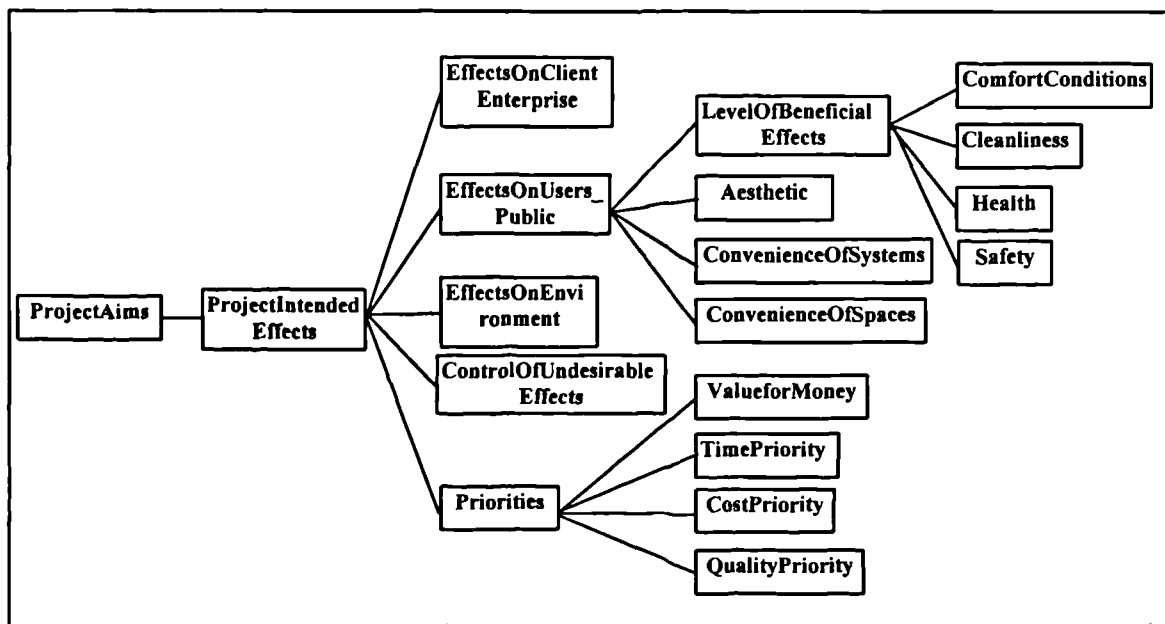 ProjectAims
ProjectIntended
Effects
EffectsOnClient
Enterprise
EffectsOnUsers_
Public
EffectsOnEnvi
ronment
ControlOfUndesirable
Effects
Priorities
LevelOfBeneficial
Effects
Aesthetic
ConvenienceOfSystems
ConvenienceOfSpaces
ValueforMoney
TimePriority
CostPriority
QualityPriority
ComfortConditions
Cleanliness
Health
Safety